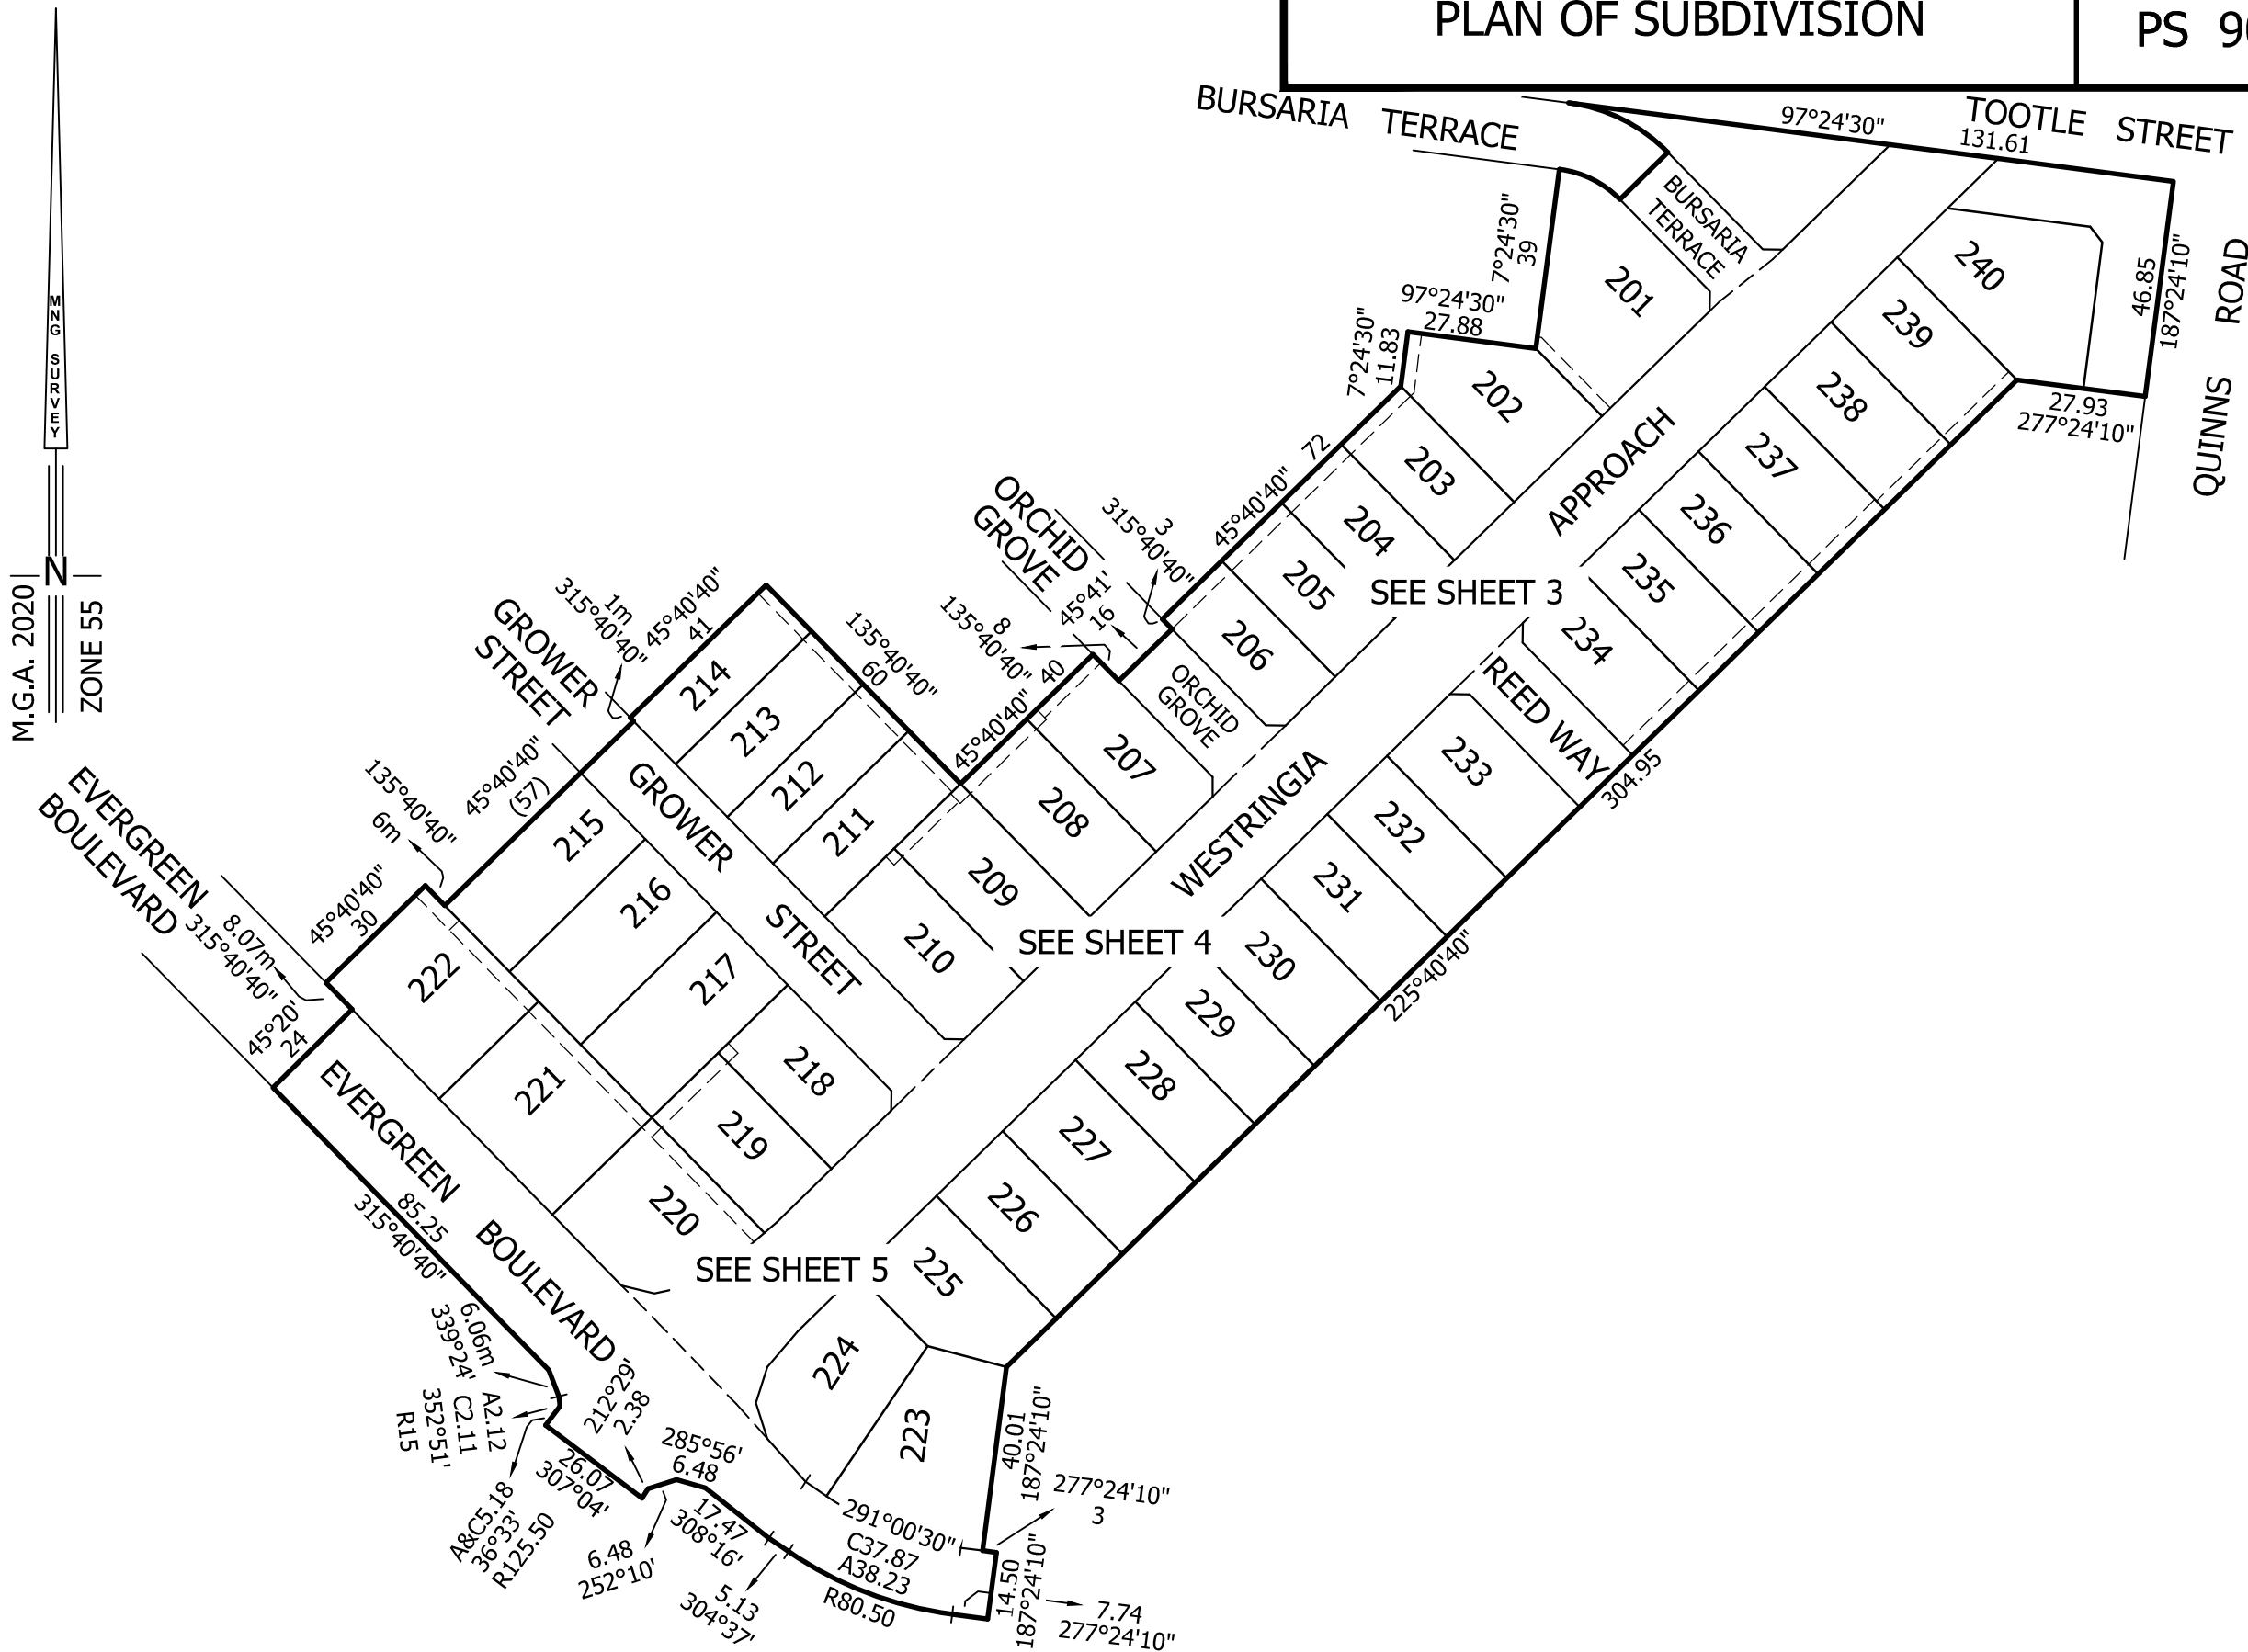 PLAN OF SUBDIVISION
PS 90
BURSARIA TERRACE
TOOTLE STREET
97°24'30"
131.61
BURSARIA
TERRACE
7°24'30"
39
201
240
46.85
187°24'10"
QUINNS ROAD
97°24'30"
27.88
7°24'30"
11.83
202
239
238
27.93
277°24'10"
72
45°40'40"
203
APPROACH
237
204
236
ORCHID
GROVE
3
315°40'40"
205
SEE SHEET 3
235
206
234
MNG SURVEY
N
M.G.A. 2020
ZONE 55
GROWER
STREET
1m
315°40'40"
45°40'40"
41
135°40'40"
60
8
135°40'40"
45°41'
16
45°40'40" 40
ORCHID
GROVE
REED WAY
214
213
212
211
207
208
209
210
233
304.95
WESTRINGIA
232
231
230
225°40'40"
EVERGREEN
BOULEVARD
135°40'40"
6m
45°40'40"
(57)
215
GROWER
STREET
216
217
SEE SHEET 4
45°40'40"
30
8.07m
315°40'40"
45°20'
24
222
221
218
219
220
229
228
227
226
225
EVERGREEN BOULEVARD
85.25
315°40'40"
SEE SHEET 5
224
223
6.06m
339°24'
A2.12
C2.11
352°51'
R15
212°29'
2.38
285°56'
6.48
26.07
307°04'
A&C5.18
36°33'
R125.50
6.48
252°10'
17.47
308°16'
5.13
304°37'
291°00'30"
C37.87
A38.23
R80.50
40.01
187°24'10"
277°24'10"
3
14.50
187°24'10"
7.74
277°24'10"